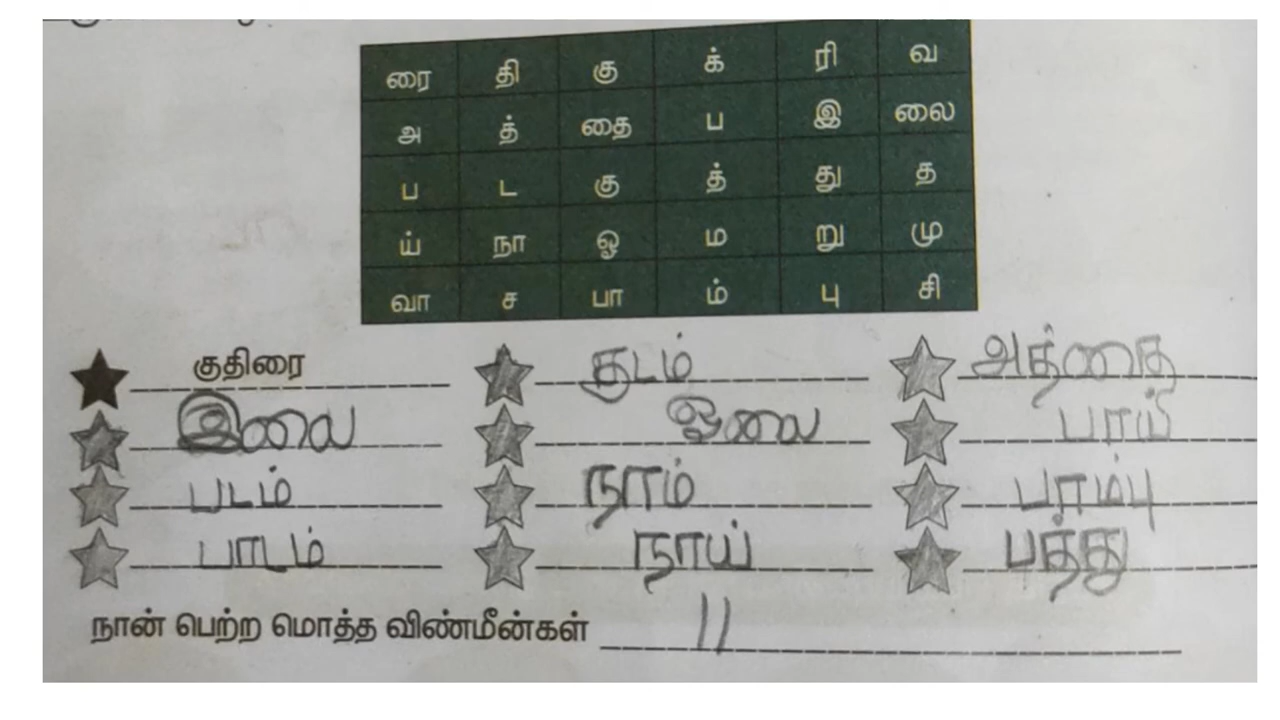 ரை தி கு க் ரி வ
அ த் தை ப இ லை
ப ட கு த் து த
ய் நா ஓ ம று மு
வா ச பா ம் பு சி
குதிரை குடம் அத்தை
இலை ஓலை பாய்
படம் நாம் பாம்பு
பாடம் நாய் பத்து
நான் பெற்ற மொத்த விண்மீன்கள் 11